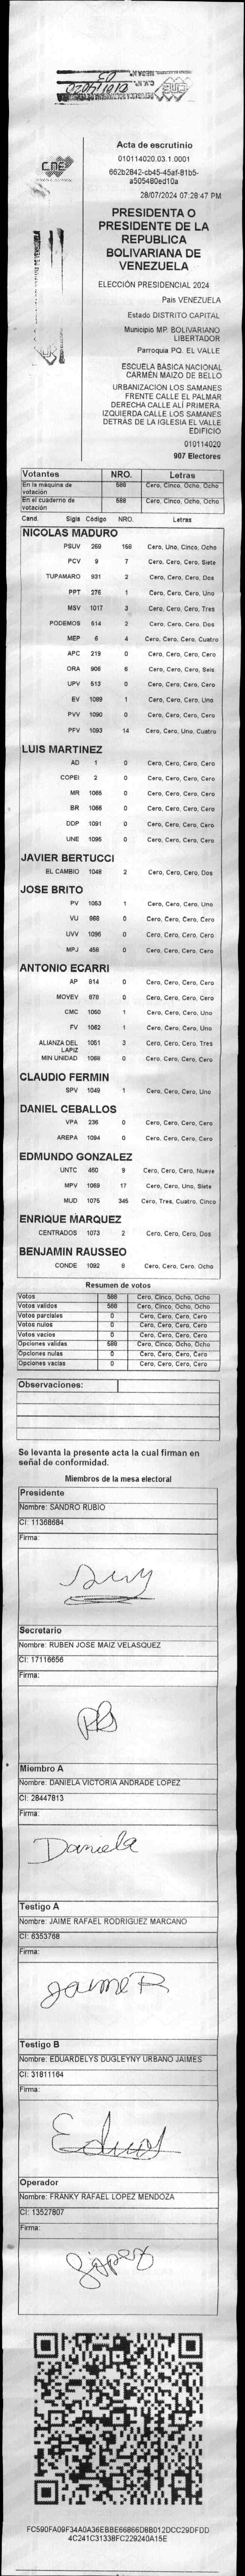 010114020
03
CNE
Acta de escrutinio
010114020.03.1.0001
662b2842-cb45-45af-81b5-
a505480ed10a
28/07/2024 07:28:47 PM
PRESIDENTA O
PRESIDENTE DE LA
REPUBLICA
BOLIVARIANA DE
VENEZUELA
ELECCIÓN PRESIDENCIAL 2024
Pais VENEZUELA
Estado DISTRITO CAPITAL
Municipio MP. BOLIVARIANO
LIBERTADOR
Parroquia PQ. EL VALLE
ESCUELA BÁSICA NACIONAL
CARMEN MAIZO DE BELLO
URBANIZACION LOS SAMANES
FRENTE CALLE EL PALMAR
DERECHA CALLE ALI PRIMERA.
IZQUIERDA CALLE LOS SAMANES
DETRAS DE LA IGLESIA EL VALLE
EDIFICIO
010114020
907 Electores
Votantes NRO. Letras
En la máquina de votación 588 Cero, Cinco, Ocho, Ocho
En el cuaderno de votación 588 Cero, Cinco, Ocho, Ocho
Cand. Sigla Código NRO. Letras
NICOLAS MADURO
PSUV 269 158 Cero, Uno, Cinco, Ocho
PCV 9 7 Cero, Cero, Cero, Siete
TUPAMARO 931 2 Cero, Cero, Cero, Dos
PPT 276 1 Cero, Cero, Cero, Uno
MSV 1017 3 Cero, Cero, Cero, Tres
PODEMOS 614 2 Cero, Cero, Cero, Dos
MEP 6 4 Cero, Cero, Cero, Cuatro
APC 219 0 Cero, Cero, Cero, Cero
ORA 906 6 Cero, Cero, Cero, Seis
UPV 613 0 Cero, Cero, Cero, Cero
EV 1089 1 Cero, Cero, Cero, Uno
PVV 1090 0 Cero, Cero, Cero, Cero
PFV 1093 14 Cero, Cero, Uno, Cuatro
LUIS MARTINEZ
AD 1 0 Cero, Cero, Cero, Cero
COPEI 2 0 Cero, Cero, Cero, Cero
MR 1065 0 Cero, Cero, Cero, Cero
BR 1066 0 Cero, Cero, Cero, Cero
DDP 1091 0 Cero, Cero, Cero, Cero
UNE 1095 0 Cero, Cero, Cero, Cero
JAVIER BERTUCCI
EL CAMBIO 1048 2 Cero, Cero, Cero, Dos
JOSE BRITO
PV 1053 1 Cero, Cero, Cero, Uno
VU 968 0 Cero, Cero, Cero, Cero
UVV 1096 0 Cero, Cero, Cero, Cero
MPJ 458 0 Cero, Cero, Cero, Cero
ANTONIO ECARRI
AP 914 0 Cero, Cero, Cero, Cero
MOVEV 878 0 Cero, Cero, Cero, Cero
CMC 1050 1 Cero, Cero, Cero, Uno
FV 1062 1 Cero, Cero, Cero, Uno
ALIANZA DEL LAPIZ 1051 3 Cero, Cero, Cero, Tres
MIN UNIDAD 1068 0 Cero, Cero, Cero, Cero
CLAUDIO FERMIN
SPV 1049 1 Cero, Cero, Cero, Uno
DANIEL CEBALLOS
VPA 236 0 Cero, Cero, Cero, Cero
AREPA 1094 0 Cero, Cero, Cero, Cero
EDMUNDO GONZALEZ
UNTC 460 9 Cero, Cero, Cero, Nueve
MPV 1069 17 Cero, Cero, Uno, Siete
MUD 1075 345 Cero, Tres, Cuatro, Cinco
ENRIQUE MARQUEZ
CENTRADOS 1073 2 Cero, Cero, Cero, Dos
BENJAMIN RAUSSEO
CONDE 1092 8 Cero, Cero, Cero, Ocho
Resumen de votos
Votos 588 Cero, Cinco, Ocho, Ocho
Votos validos 588 Cero, Cinco, Ocho, Ocho
Votos parciales 0 Cero, Cero, Cero, Cero
Votos nulos 0 Cero, Cero, Cero, Cero
Votos vacios 0 Cero, Cero, Cero, Cero
Opciones validas 588 Cero, Cinco, Ocho, Ocho
Opciones nulas 0 Cero, Cero, Cero, Cero
Opciones vacias 0 Cero, Cero, Cero, Cero
Observaciones:
Se levanta la presente acta la cual firman en
señal de conformidad.
Miembros de la mesa electoral
Presidente
Nombre: SANDRO RUBIO
CI: 11368684
Firma:
Secretario
Nombre: RUBEN JOSE MAIZ VELASQUEZ
CI: 17116656
Firma:
Miembro A
Nombre: DANIELA VICTORIA ANDRADE LOPEZ
CI: 28447813
Firma:
Daniela
Testigo A
Nombre: JAIME RAFAEL RODRIGUEZ MARCANO
CI: 6353768
Firma:
Jaime R
Testigo B
Nombre: EDUARDELYS DUGLEYNY URBANO JAIMES
CI: 31811164
Firma:
Operador
Nombre: FRANKY RAFAEL LOPEZ MENDOZA
CI: 13527807
Firma:
López
FC590FA09F34A0A36EBBE66866D8B012DCC29DFDD
4C241C31338FC229240A15E